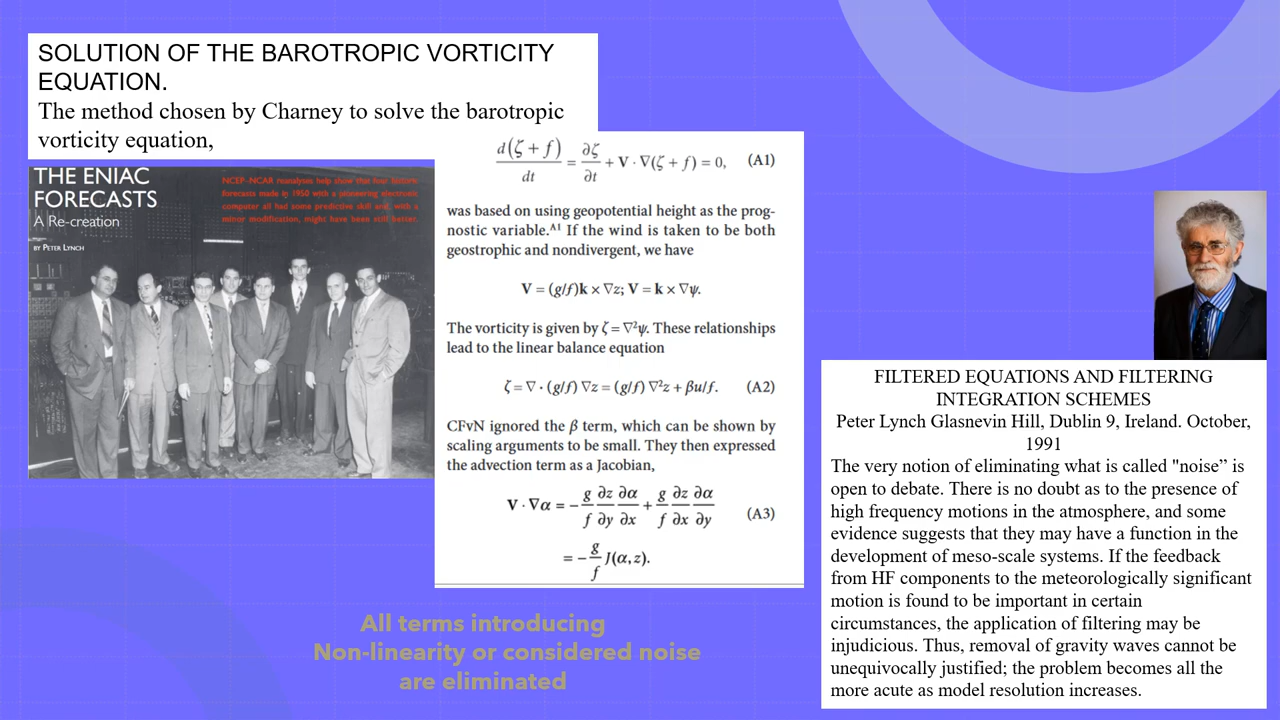 SOLUTION OF THE BAROTROPIC VORTICITY
EQUATION.
The method chosen by Charney to solve the barotropic
vorticity equation,
THE ENIAC
FORECASTS
A Re-creation
BY PETER LYNCH
NCEP–NCAR reanalyses help show that four historic
forecasts made in 1950 with a pioneering electronic
computer all had some predictive skill and, with a
minor modification, might have been still better.
d(ζ + f)/dt = ∂ζ/∂t + V · ∇(ζ + f) = 0, (A1)
was based on using geopotential height as the prog-
nostic variable.ᴬ¹ If the wind is taken to be both
geostrophic and nondivergent, we have
V = (g/f)k × ∇z; V = k × ∇ψ.
The vorticity is given by ζ = ∇²ψ. These relationships
lead to the linear balance equation
ζ = ∇ · (g/f) ∇z = (g/f) ∇²z + βu/f. (A2)
CFvN ignored the β term, which can be shown by
scaling arguments to be small. They then expressed
the advection term as a Jacobian,
V · ∇α = − g/f ∂z/∂y ∂α/∂x + g/f ∂z/∂x ∂α/∂y (A3)
= − g/f J(α, z).
All terms introducing
Non-linearity or considered noise
are eliminated
FILTERED EQUATIONS AND FILTERING
INTEGRATION SCHEMES
Peter Lynch Glasnevin Hill, Dublin 9, Ireland. October,
1991
The very notion of eliminating what is called "noise” is
open to debate. There is no doubt as to the presence of
high frequency motions in the atmosphere, and some
evidence suggests that they may have a function in the
development of meso-scale systems. If the feedback
from HF components to the meteorologically significant
motion is found to be important in certain
circumstances, the application of filtering may be
injudicious. Thus, removal of gravity waves cannot be
unequivocally justified; the problem becomes all the
more acute as model resolution increases.